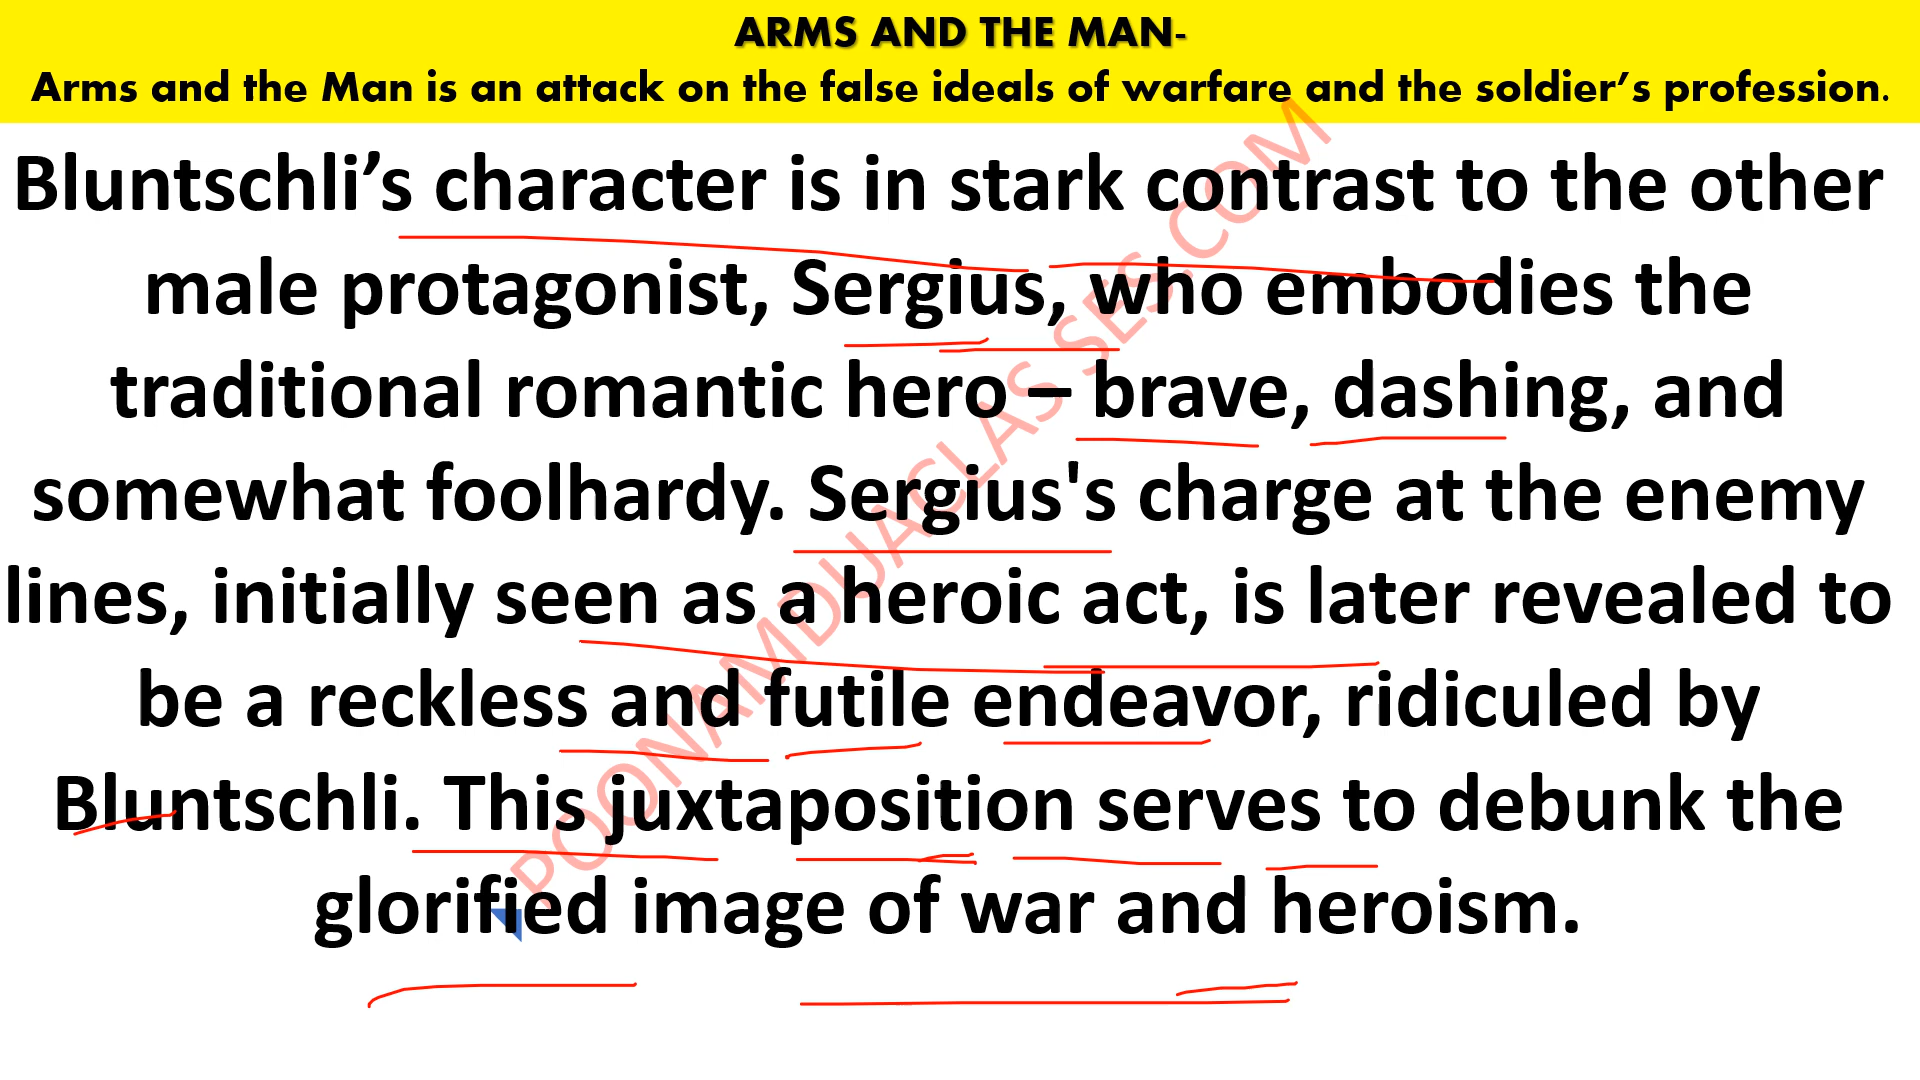 ARMS AND THE MAN-
Arms and the Man is an attack on the false ideals of warfare and the soldier’s profession.
Bluntschli’s character is in stark contrast to the other
male protagonist, Sergius, who embodies the
traditional romantic hero – brave, dashing, and
somewhat foolhardy. Sergius's charge at the enemy
lines, initially seen as a heroic act, is later revealed to
be a reckless and futile endeavor, ridiculed by
Bluntschli. This juxtaposition serves to debunk the
glorified image of war and heroism.
POONAMDUACLAS SES.COM